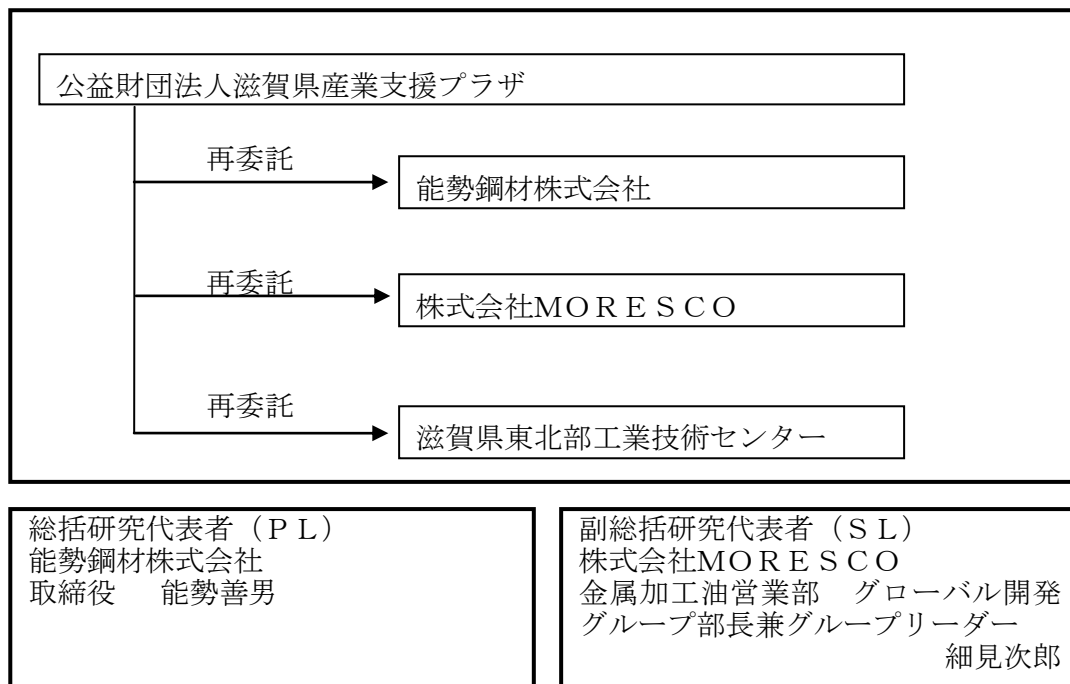 公益財団法人滋賀県産業支援プラザ
再委託
能勢鋼材株式会社
再委託
株式会社ＭＯＲＥＳＣＯ
再委託
滋賀県東北部工業技術センター
総括研究代表者（ＰＬ）
能勢鋼材株式会社
取締役　能勢善男
副総括研究代表者（ＳＬ）
株式会社ＭＯＲＥＳＣＯ
金属加工油営業部　グローバル開発
グループ部長兼グループリーダー
細見次郎